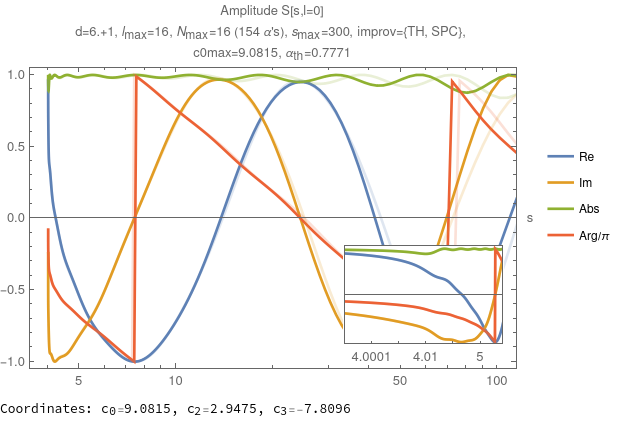 Amplitude S[s,l=0]
d=6.+1, lmax=16, Nmax=16 (154 α's), smax=300, improv={TH, SPC},
c0max=9.0815, αth=0.7771
1.0
0.5
0.0
−0.5
−1.0
5
10
50
100
s
4.0001
4.01
5
Re
Im
Abs
Arg/π
Coordinates: c0=9.0815, c2=2.9475, c3=-7.8096